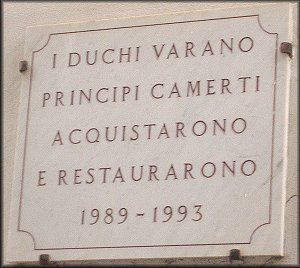 I DUCHI VARANO
PRINCIPI CAMERTI
ACQUISTARONO
E RESTAURARONO
1989-1993